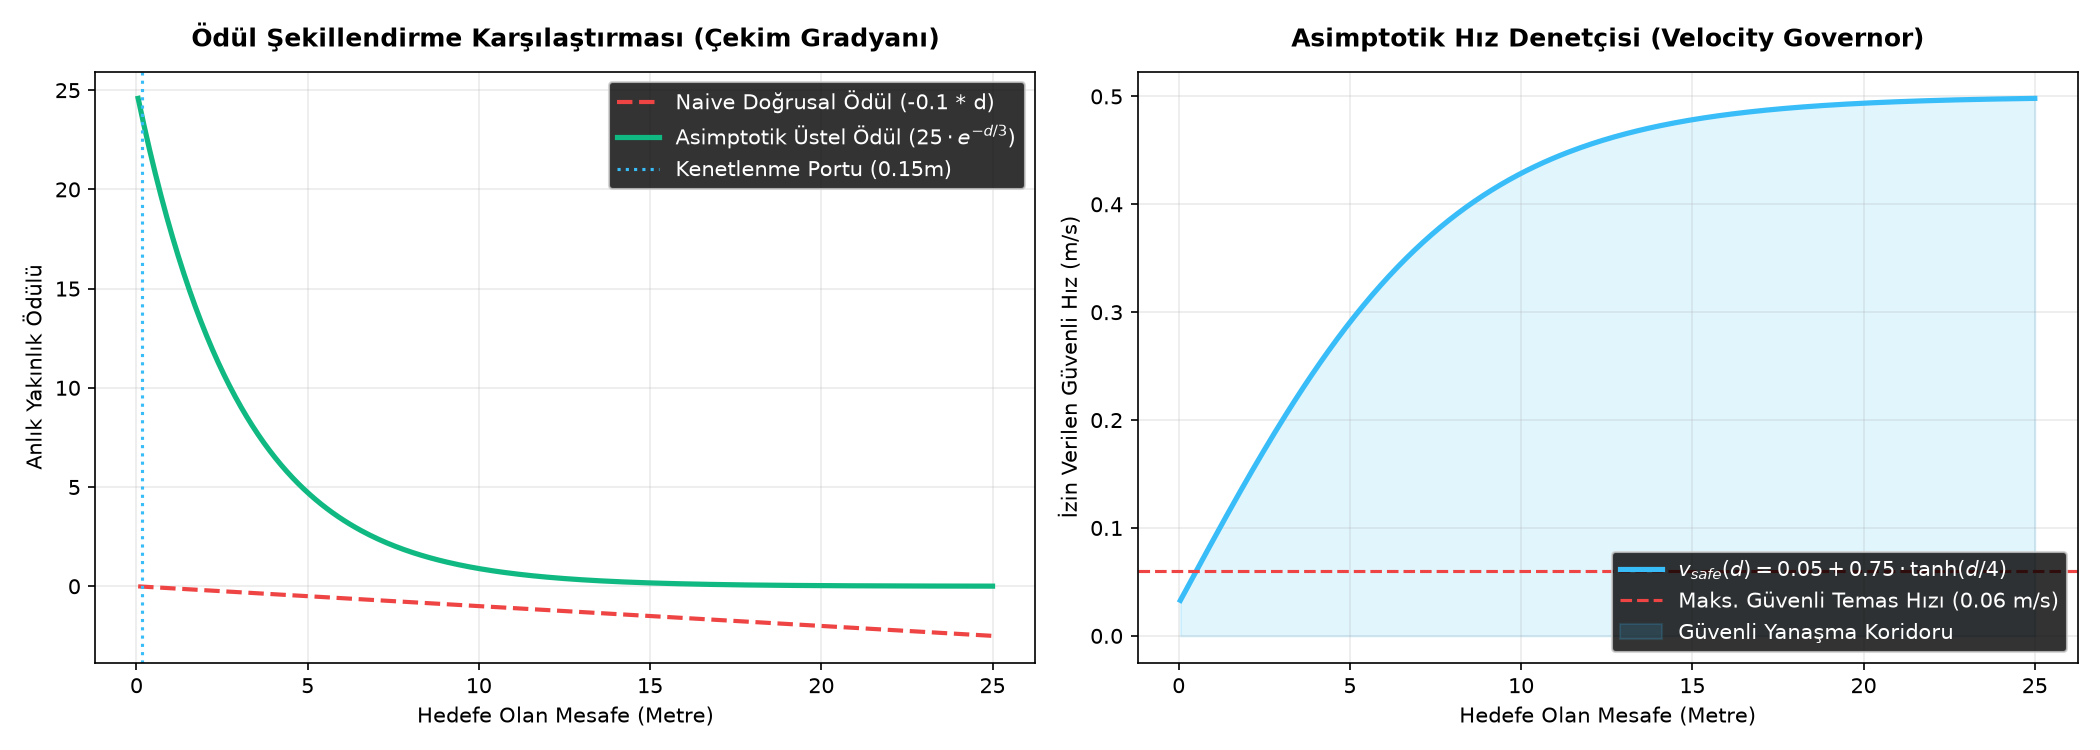 Ödül Şekillendirme Karşılaştırması (Çekim Gradyanı)
25
20
15
10
5
0
Anlık Yakınlık Ödülü
Naive Doğrusal Ödül (-0.1 * d)
Asimptotik Üstel Ödül (25 · e^{-d/3})
Kenetlenme Portu (0.15m)
0 5 10 15 20 25
Hedefe Olan Mesafe (Metre)
Asimptotik Hız Denetçisi (Velocity Governor)
0.5
0.4
0.3
0.2
0.1
0.0
İzin Verilen Güvenli Hız (m/s)
v_{safe}(d) = 0.05 + 0.75 · tanh(d/4)
Maks. Güvenli Temas Hızı (0.06 m/s)
Güvenli Yanaşma Koridoru
0 5 10 15 20 25
Hedefe Olan Mesafe (Metre)